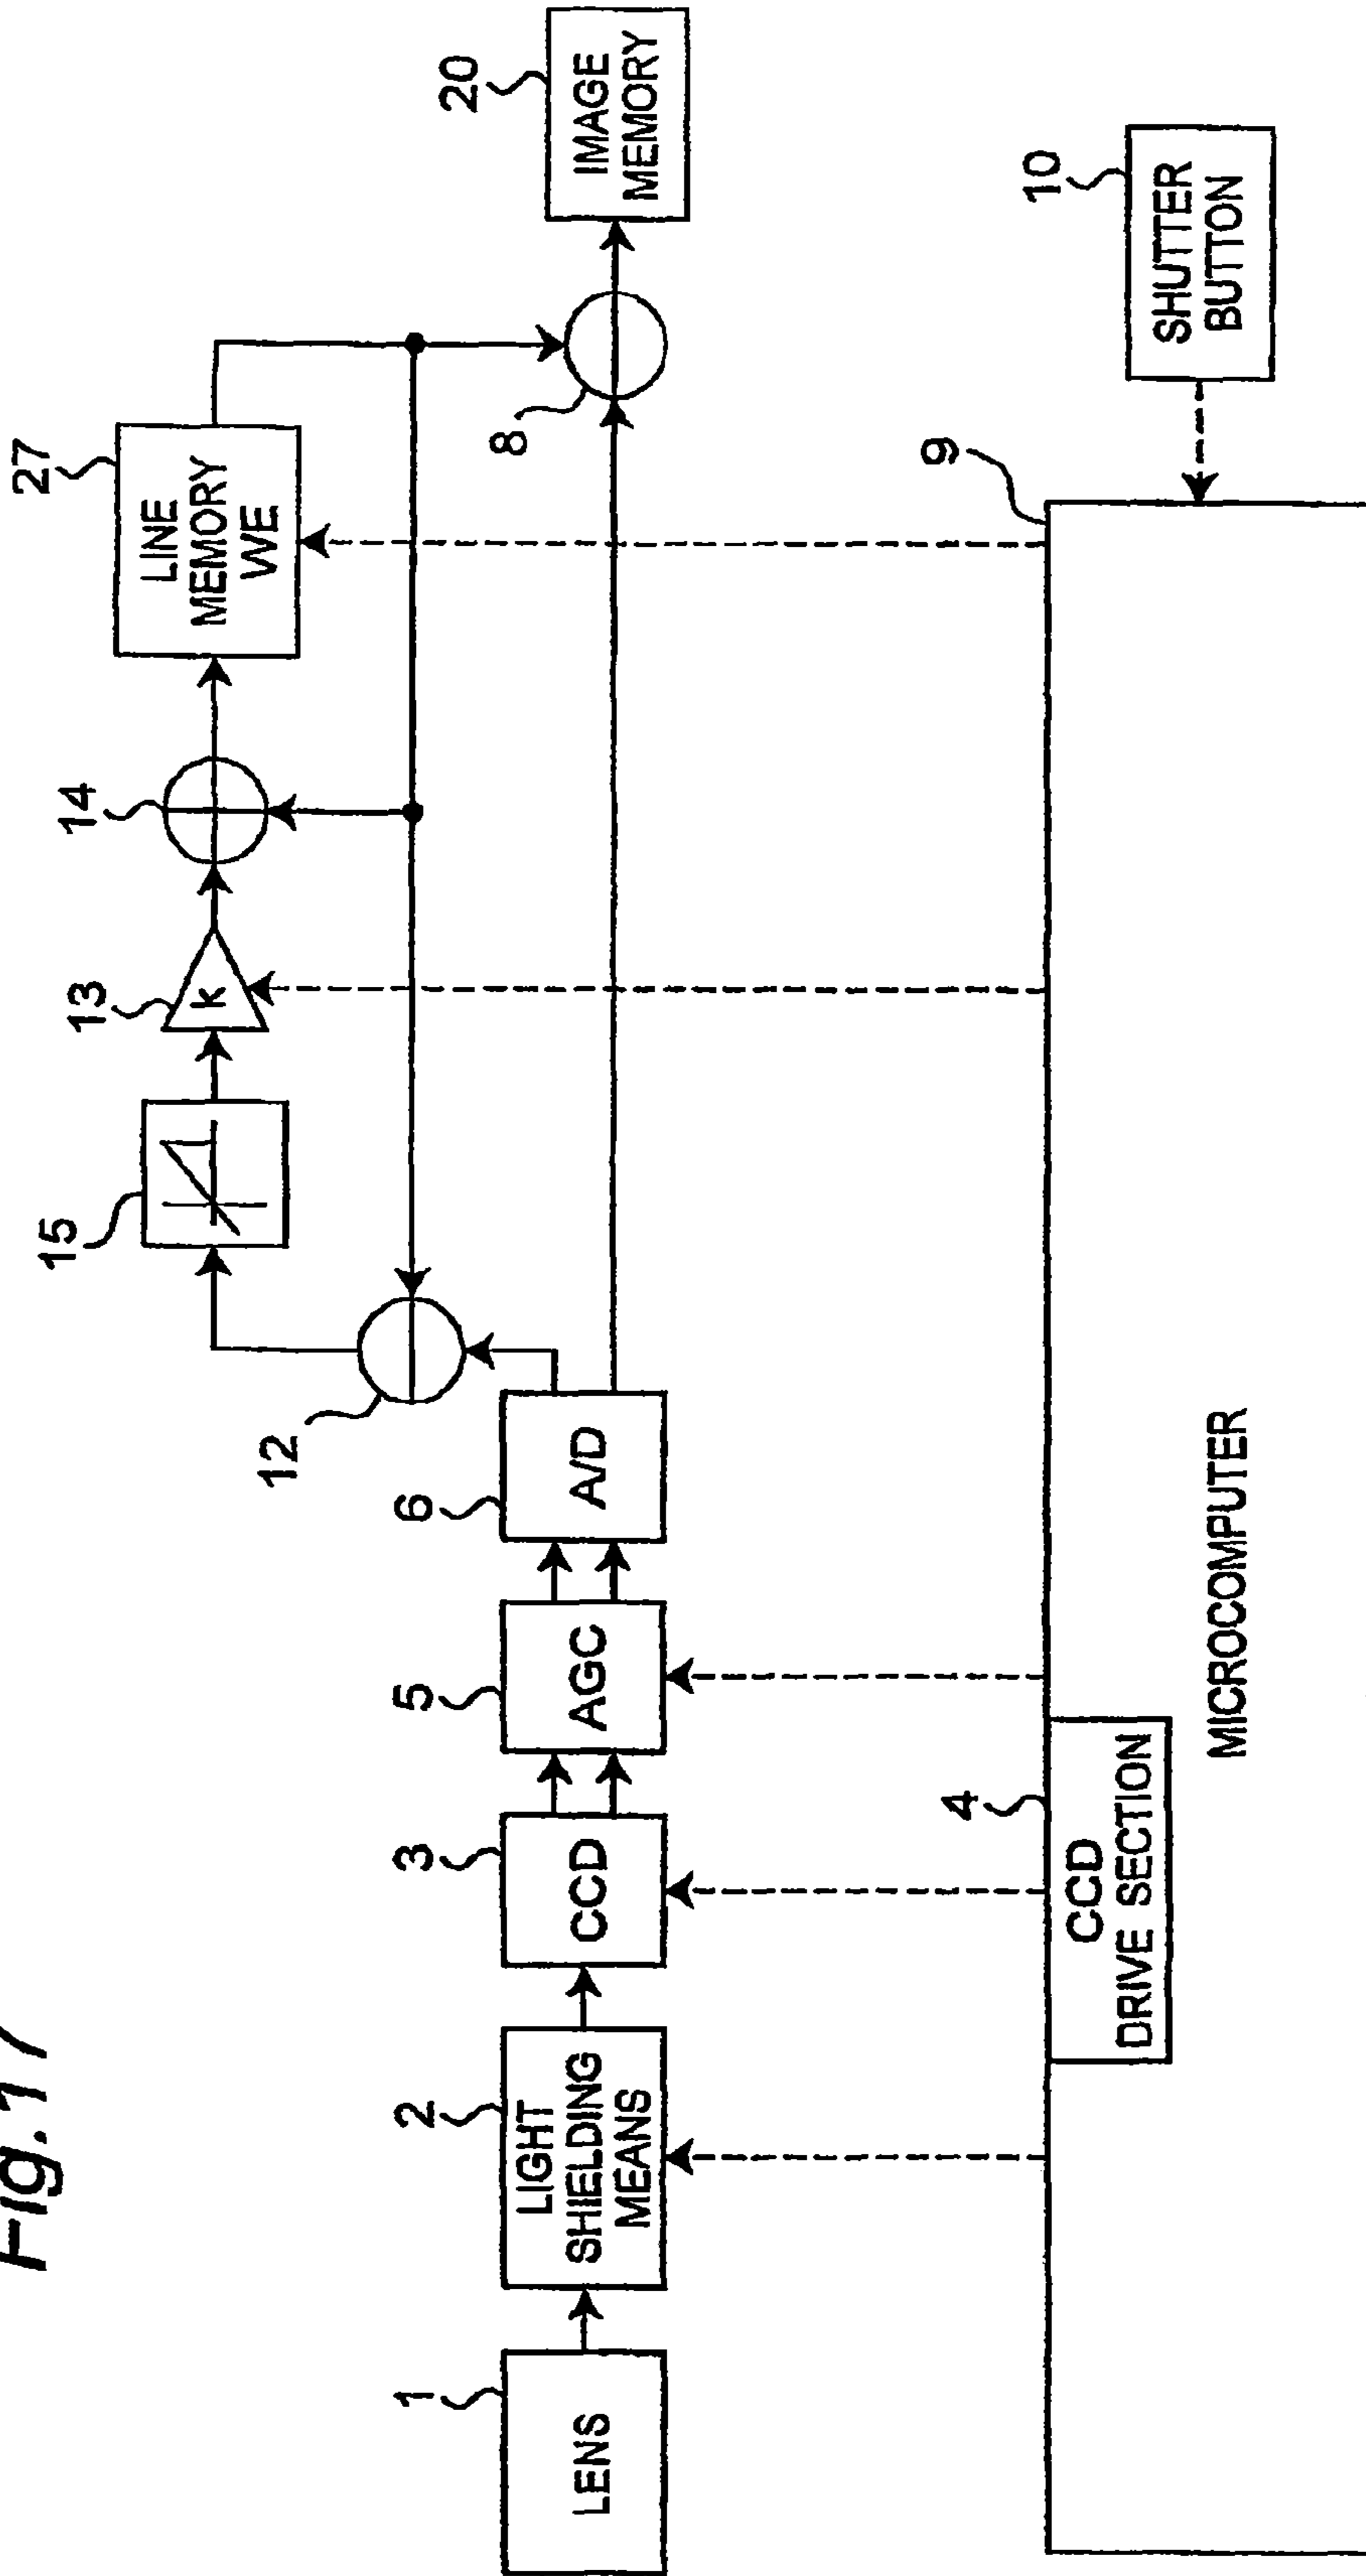 Fig.17
1
LENS
2
LIGHT
SHIELDING
MEANS
3
CCD
5
AGC
6
A/D
12
15
13
k
14
27
LINE
MEMORY
WE
8
20
IMAGE
MEMORY
4
CCD
DRIVE SECTION
MICROCOMPUTER
9
10
SHUTTER
BUTTON